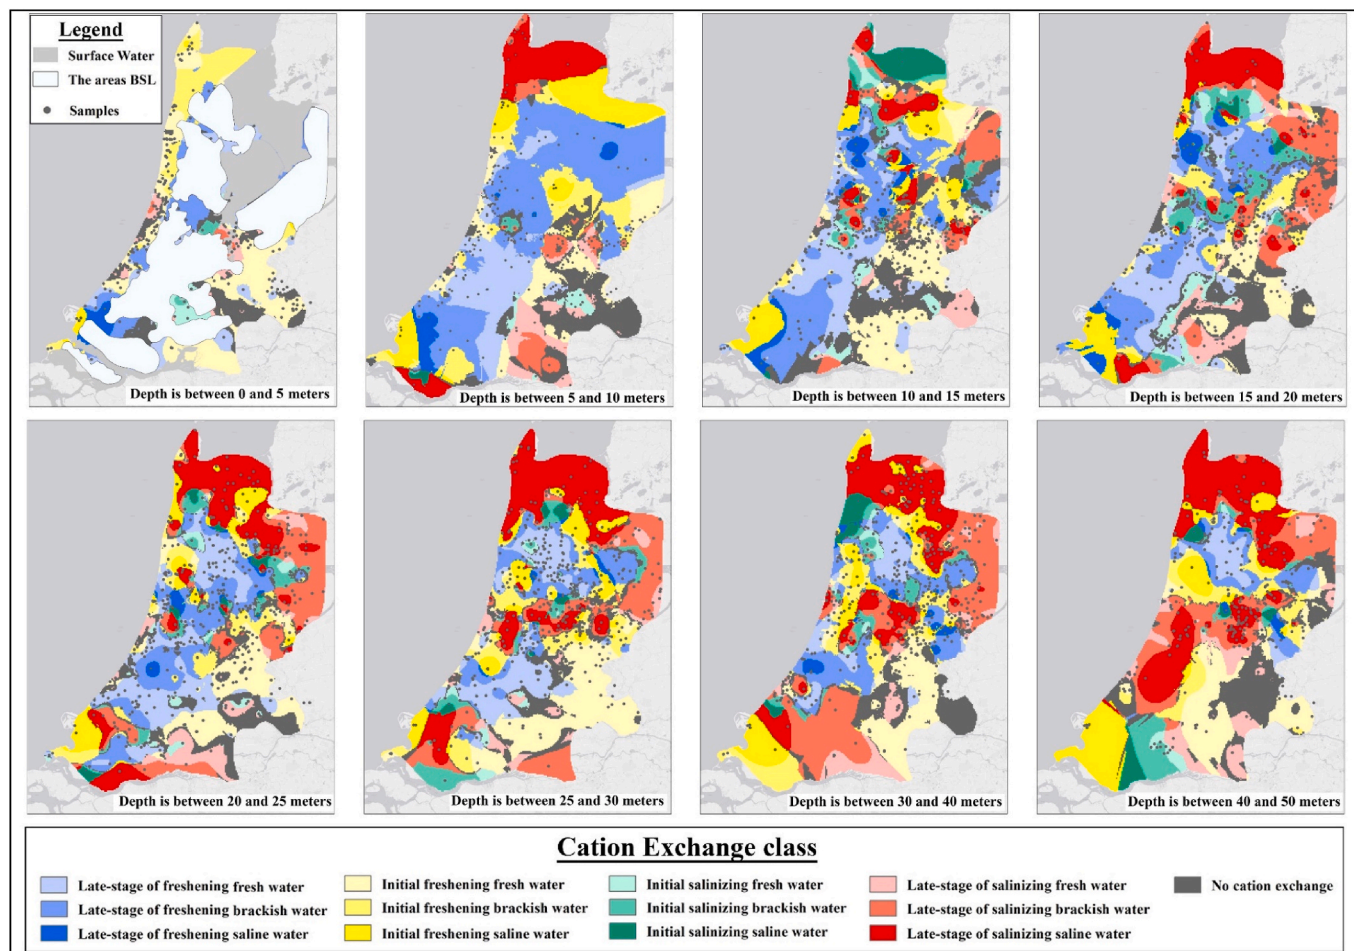 Legend
Surface Water
The areas BSL
Samples
Depth is between 0 and 5 meters
Depth is between 5 and 10 meters
Depth is between 10 and 15 meters
Depth is between 15 and 20 meters
Depth is between 20 and 25 meters
Depth is between 25 and 30 meters
Depth is between 30 and 40 meters
Depth is between 40 and 50 meters
Cation Exchange class
Late-stage of freshening fresh water
Late-stage of freshening brackish water
Late-stage of freshening saline water
Initial freshening fresh water
Initial freshening brackish water
Initial freshening saline water
Initial salinizing fresh water
Initial salinizing brackish water
Initial salinizing saline water
Late-stage of salinizing fresh water
Late-stage of salinizing brackish water
Late-stage of salinizing saline water
No cation exchange